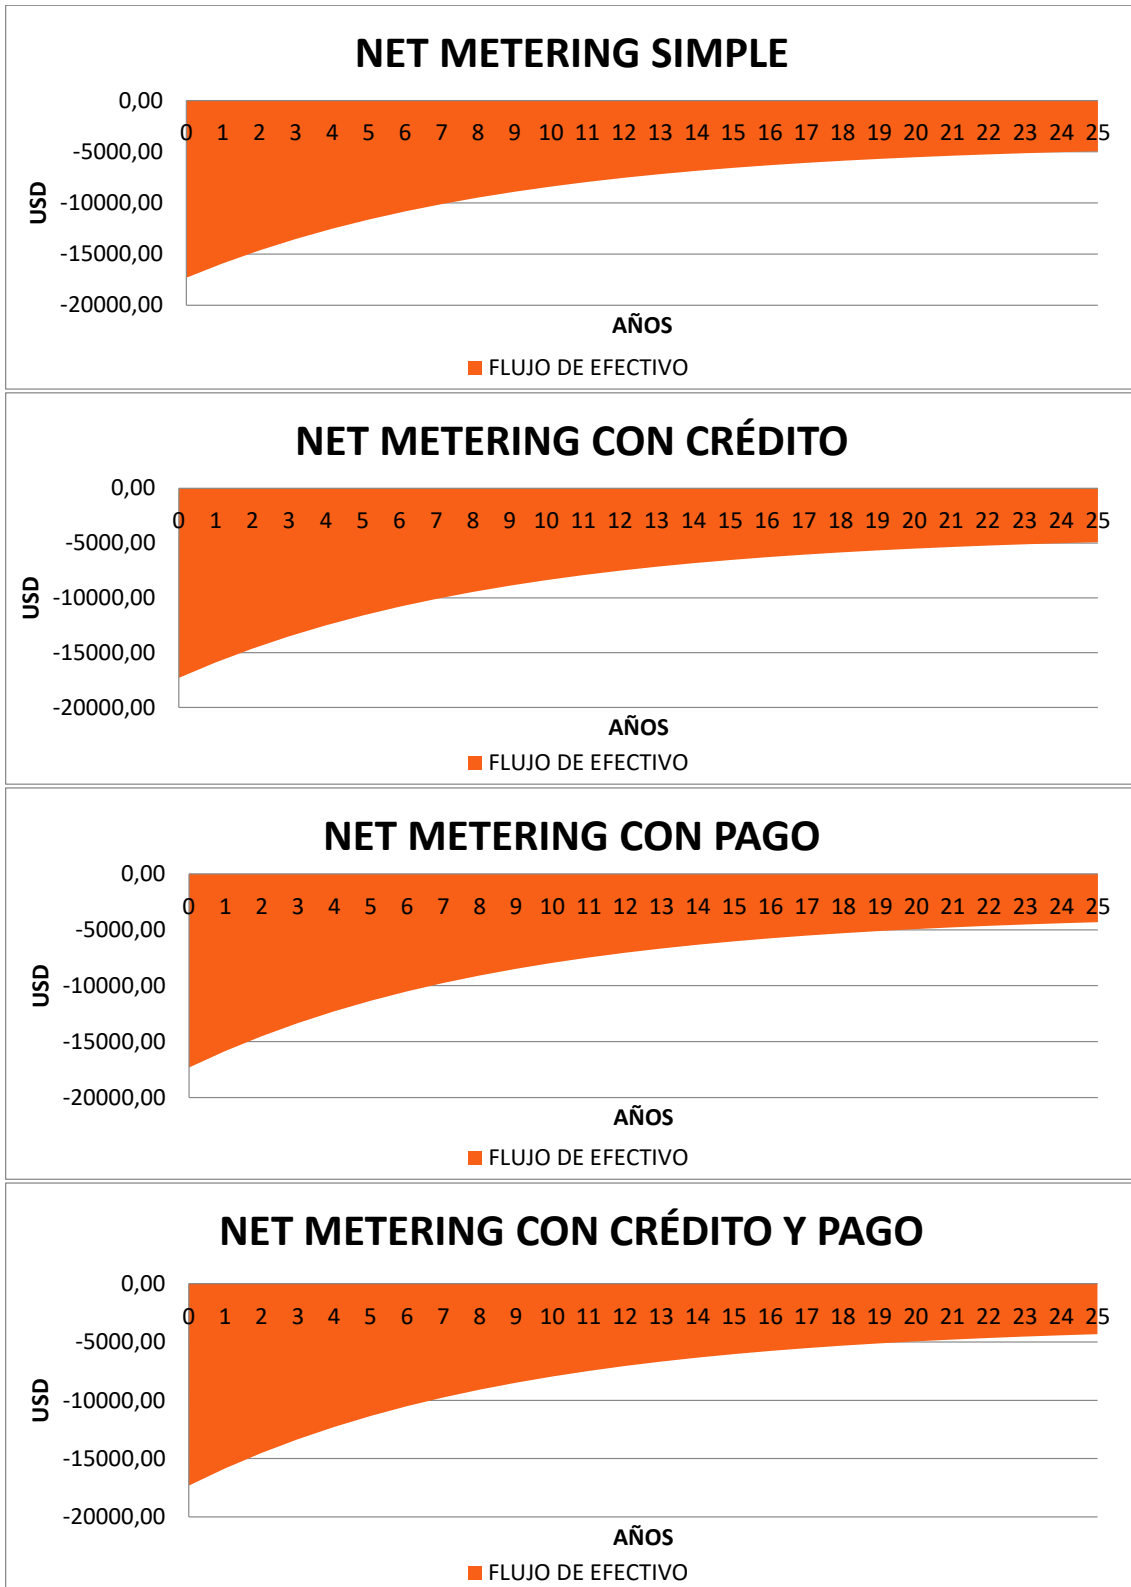 NET METERING SIMPLE
0,00
0 1 2 3 4 5 6 7 8 9 10 11 12 13 14 15 16 17 18 19 20 21 22 23 24 25
-5000,00
-10000,00
-15000,00
-20000,00
USD
AÑOS
FLUJO DE EFECTIVO
NET METERING CON CRÉDITO
0,00
0 1 2 3 4 5 6 7 8 9 10 11 12 13 14 15 16 17 18 19 20 21 22 23 24 25
-5000,00
-10000,00
-15000,00
-20000,00
USD
AÑOS
FLUJO DE EFECTIVO
NET METERING CON PAGO
0,00
0 1 2 3 4 5 6 7 8 9 10 11 12 13 14 15 16 17 18 19 20 21 22 23 24 25
-5000,00
-10000,00
-15000,00
-20000,00
USD
AÑOS
FLUJO DE EFECTIVO
NET METERING CON CRÉDITO Y PAGO
0,00
0 1 2 3 4 5 6 7 8 9 10 11 12 13 14 15 16 17 18 19 20 21 22 23 24 25
-5000,00
-10000,00
-15000,00
-20000,00
USD
AÑOS
FLUJO DE EFECTIVO